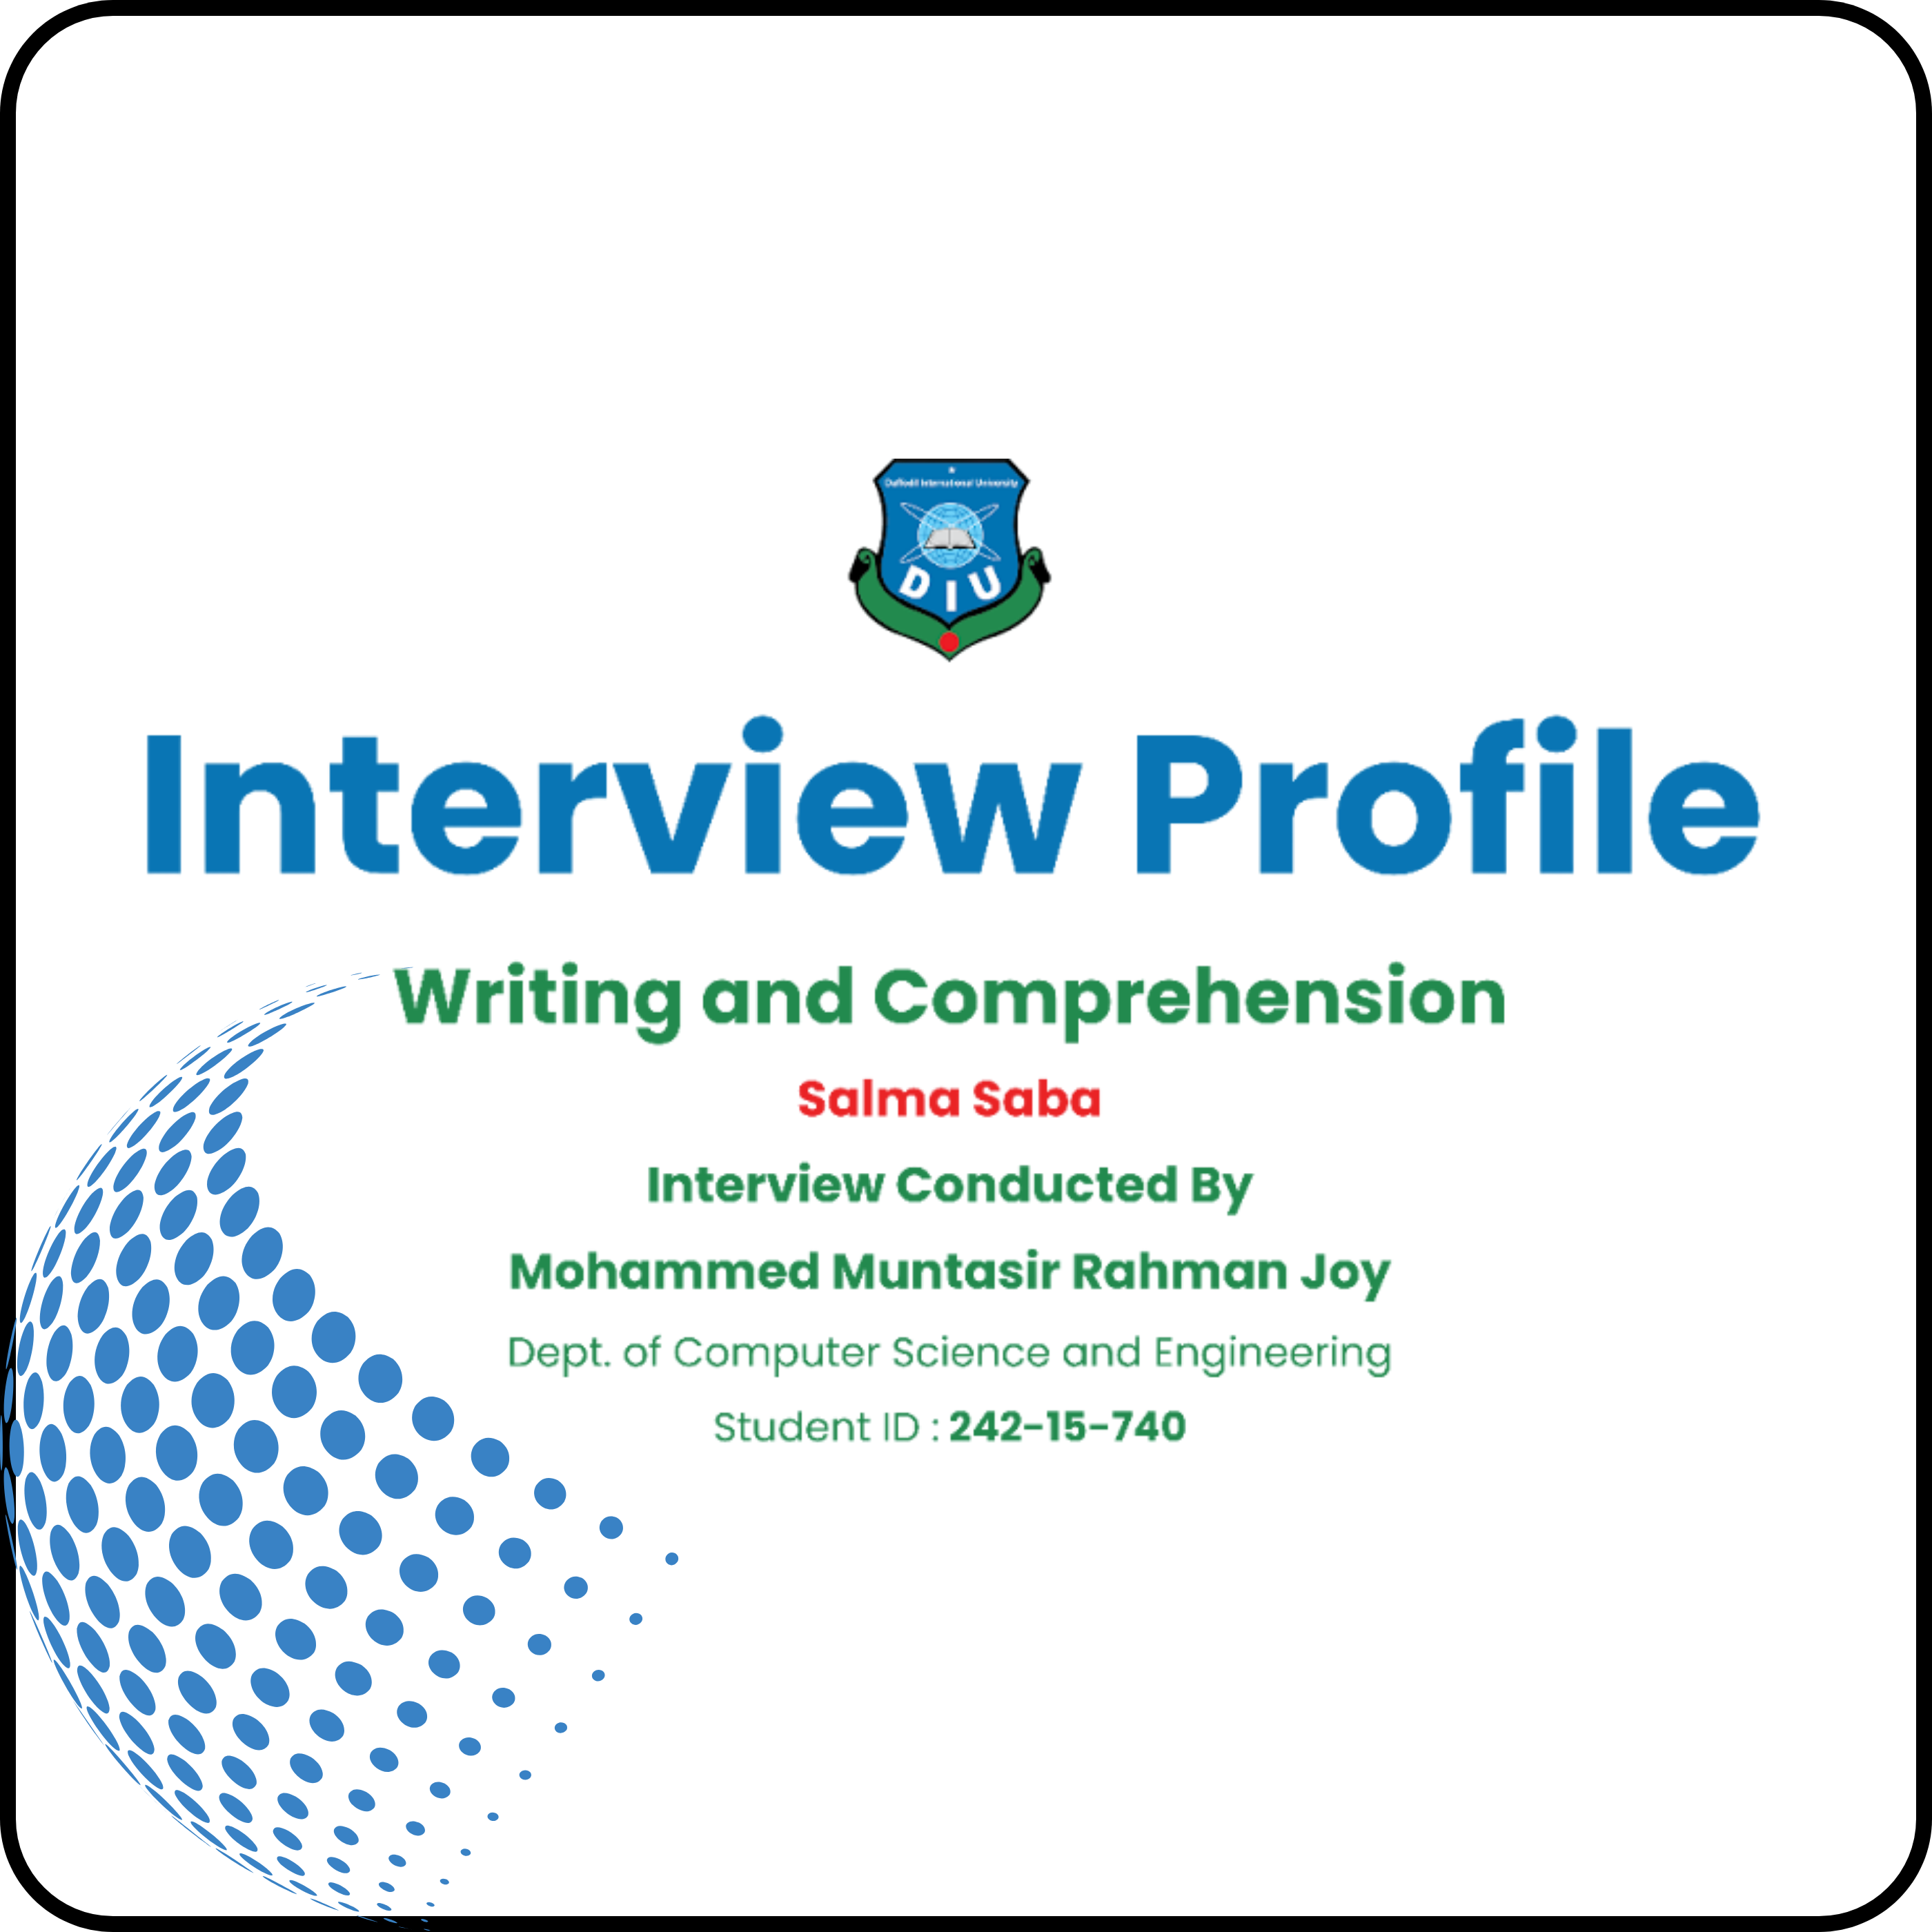 Daffodil International University
DIU
Interview Profile
Writing and Comprehension
Salma Saba
Interview Conducted By
Mohammed Muntasir Rahman Joy
Dept. of Computer Science and Engineering
Student ID : 242-15-740